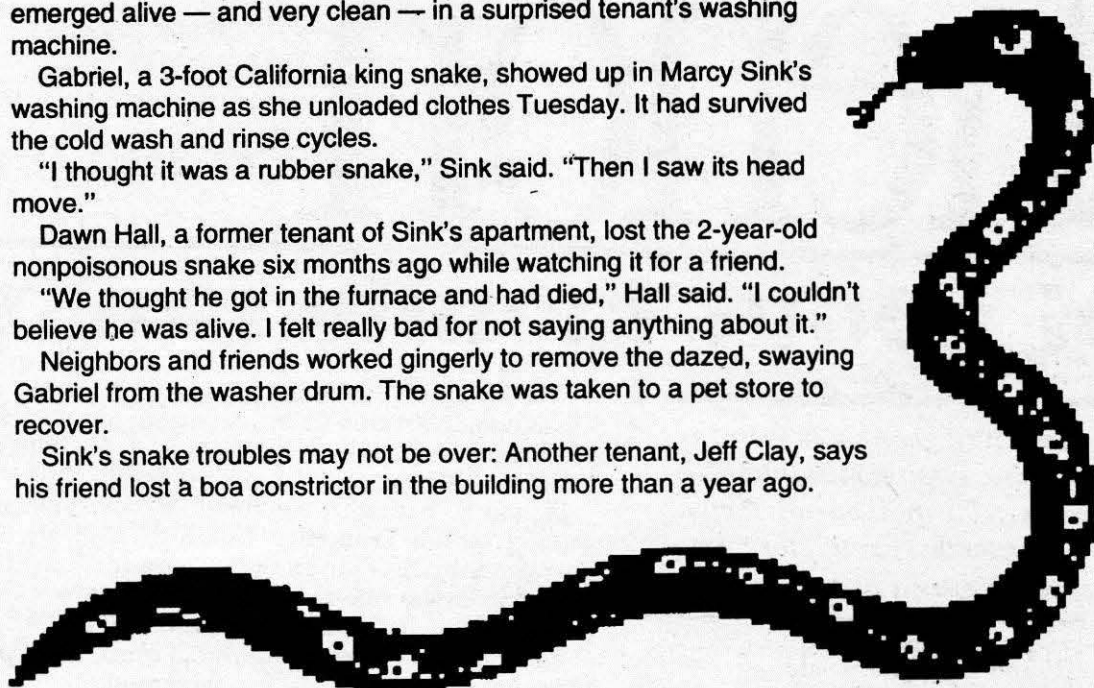 emerged alive — and very clean — in a surprised tenant's washing
machine.
Gabriel, a 3-foot California king snake, showed up in Marcy Sink's
washing machine as she unloaded clothes Tuesday. It had survived
the cold wash and rinse cycles.
"I thought it was a rubber snake," Sink said. "Then I saw its head
move."
Dawn Hall, a former tenant of Sink's apartment, lost the 2-year-old
nonpoisonous snake six months ago while watching it for a friend.
"We thought he got in the furnace and had died," Hall said. "I couldn't
believe he was alive. I felt really bad for not saying anything about it."
Neighbors and friends worked gingerly to remove the dazed, swaying
Gabriel from the washer drum. The snake was taken to a pet store to
recover.
Sink's snake troubles may not be over: Another tenant, Jeff Clay, says
his friend lost a boa constrictor in the building more than a year ago.